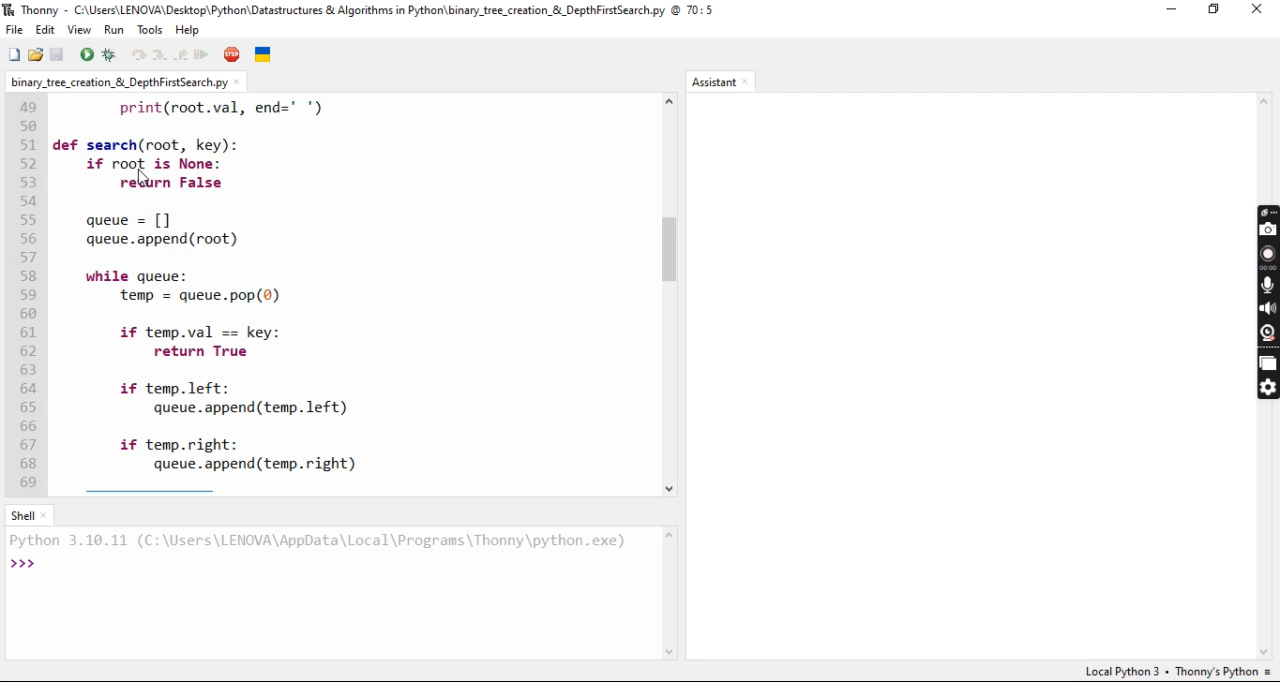 Thonny - C:\Users\LENOVA\Desktop\Python\Datastructures & Algorithms in Python\binary_tree_creation_&_DepthFirstSearch.py @ 70:5
File Edit View Run Tools Help
STOP
binary_tree_creation_&_DepthFirstSearch.py ×
Assistant ×
49 print(root.val, end=' ')
50
51 def search(root, key):
52 if root is None:
53 return False
54
55 queue = []
56 queue.append(root)
57
58 while queue:
59 temp = queue.pop(0)
60
61 if temp.val == key:
62 return True
63
64 if temp.left:
65 queue.append(temp.left)
66
67 if temp.right:
68 queue.append(temp.right)
69
00:00
Shell ×
Python 3.10.11 (C:\Users\LENOVA\AppData\Local\Programs\Thonny\python.exe)
>>>
Local Python 3 • Thonny's Python ≡